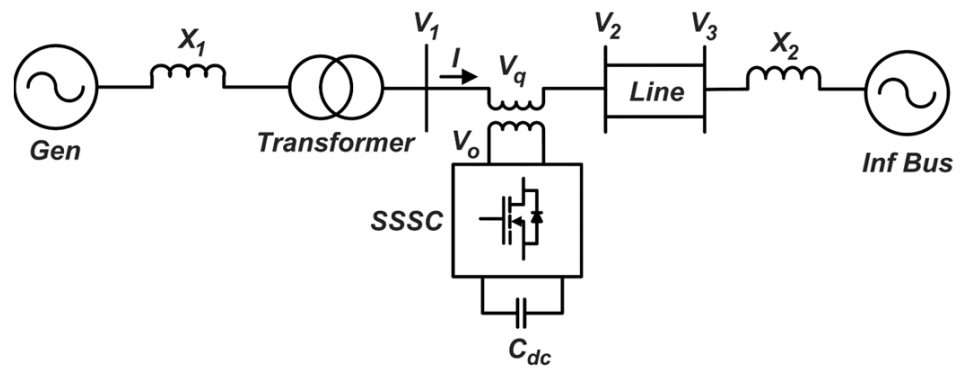 X1
V1
I
Vq
V2
V3
X2
Line
Gen
Transformer
Vo
Inf Bus
SSSC
Cdc